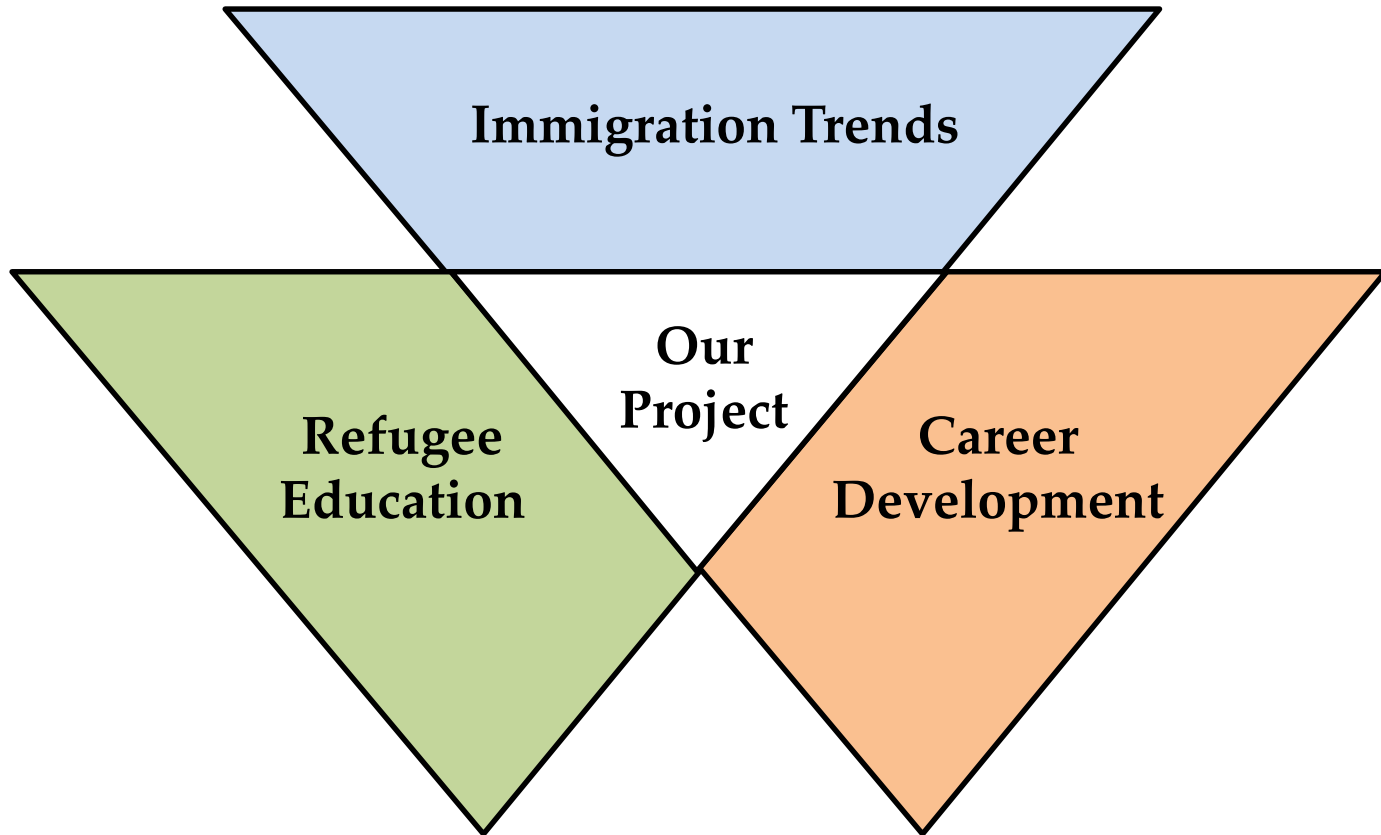 Immigration Trends
Our
Project
Refugee
Education
Career
Development